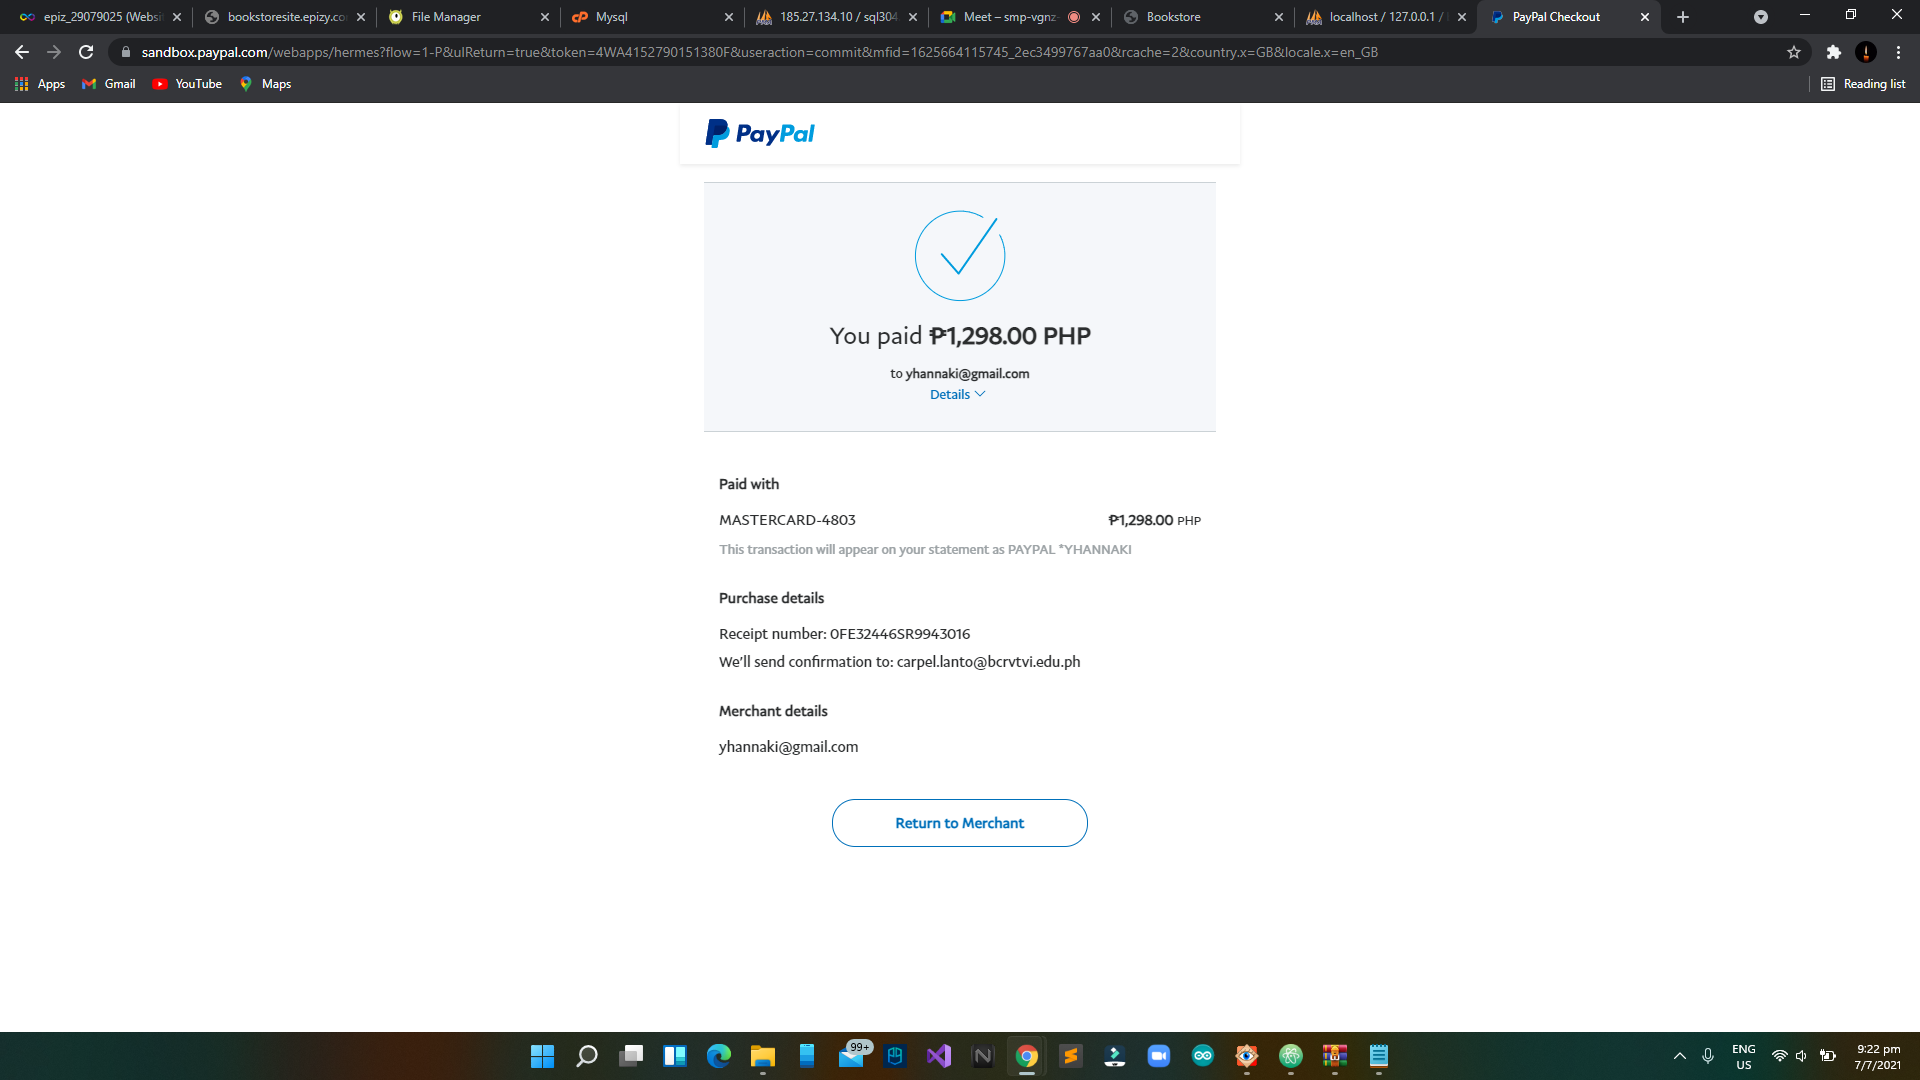 epiz_29079025 (Websi
bookstoresite.epizy.co
File Manager
Mysql
185.27.134.10 / sql304
Meet – smp-vgnz-
Bookstore
localhost / 127.0.0.1 /
PayPal Checkout
sandbox.paypal.com/webapps/hermes?flow=1-P&ulReturn=true&token=4WA4152790151380F&useraction=commit&mfid=1625664115745_2ec3499767aa0&rcache=2&country.x=GB&locale.x=en_GB
Apps
Gmail
YouTube
Maps
Reading list
PayPal
You paid ₱1,298.00 PHP
to yhannaki@gmail.com
Details
Paid with
MASTERCARD-4803 ₱1,298.00 PHP
This transaction will appear on your statement as PAYPAL *YHANNAKI
Purchase details
Receipt number: 0FE32446SR9943016
We'll send confirmation to: carpel.lanto@bcrvtvi.edu.ph
Merchant details
yhannaki@gmail.com
Return to Merchant
99+
ENG
US
9:22 pm
7/7/2021